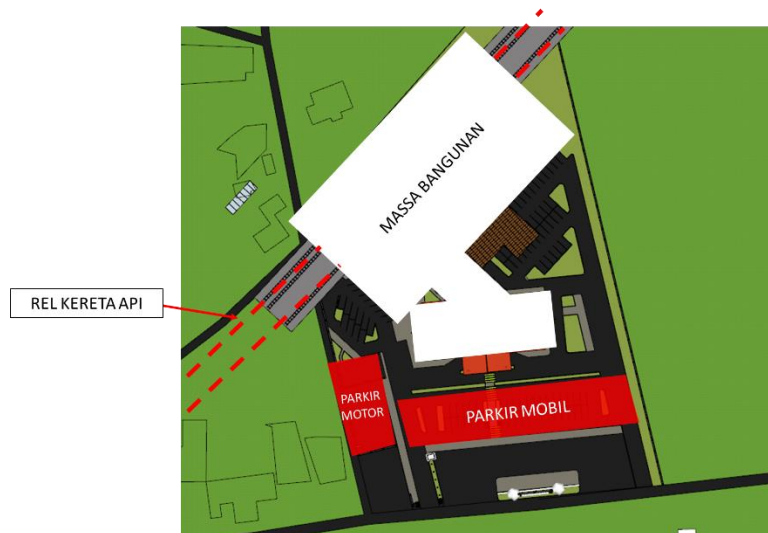 MASSA BANGUNAN
REL KERETA API
PARKIR
MOTOR
PARKIR MOBIL